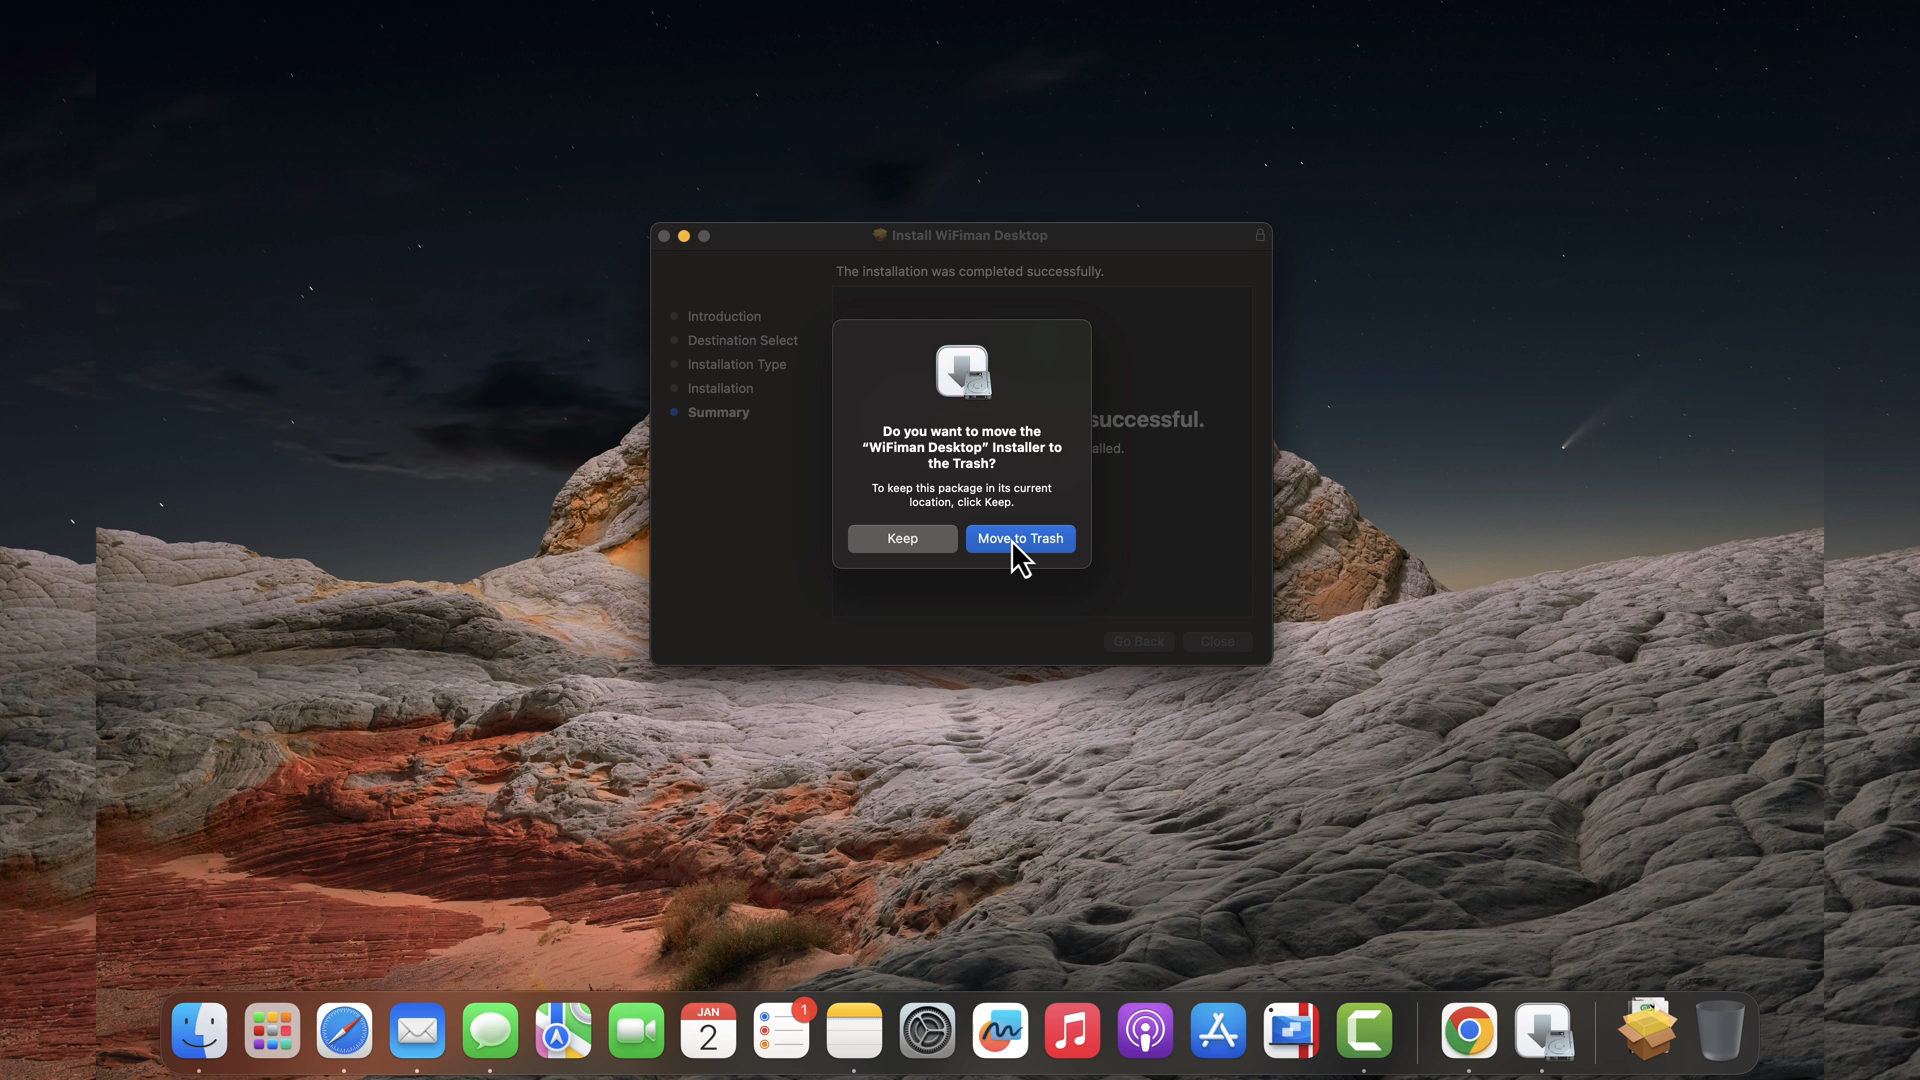 Install WiFiman Desktop
The installation was completed successfully.
Introduction
Destination Select
Installation Type
Installation
Summary
successful.
alled.
Do you want to move the
“WiFiman Desktop” Installer to
the Trash?
To keep this package in its current
location, click Keep.
Keep
Move to Trash
Go Back
Close
JAN
2
1